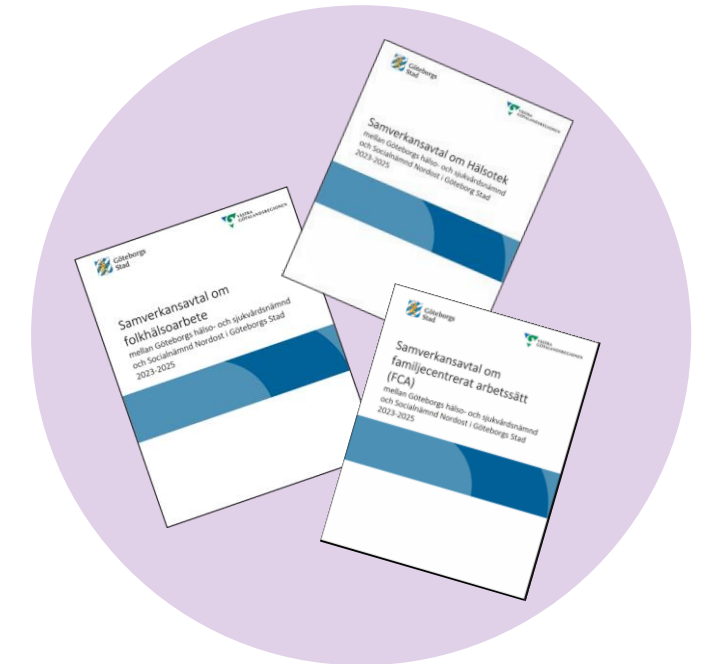 Göteborgs
Stad
VÄSTRA
GÖTALANDSREGIONEN
Samverkansavtal om Hälsotek
mellan Göteborgs hälso- och sjukvårdsnämnd
och Socialnämnd Nordost i Göteborg Stad
2023-2025
Göteborgs
Stad
VÄSTRA
GÖTALANDSREGIONEN
Samverkansavtal om
folkhälsoarbete
mellan Göteborgs hälso- och sjukvårdsnämnd
och Socialnämnd Nordost i Göteborgs Stad
2023-2025
Göteborgs
Stad
VÄSTRA
GÖTALANDSREGIONEN
Samverkansavtal om
familjecentrerat arbetssätt
(FCA)
mellan Göteborgs hälso- och sjukvårdsnämnd
och Socialnämnd Nordost i Göteborgs Stad
2023-2025